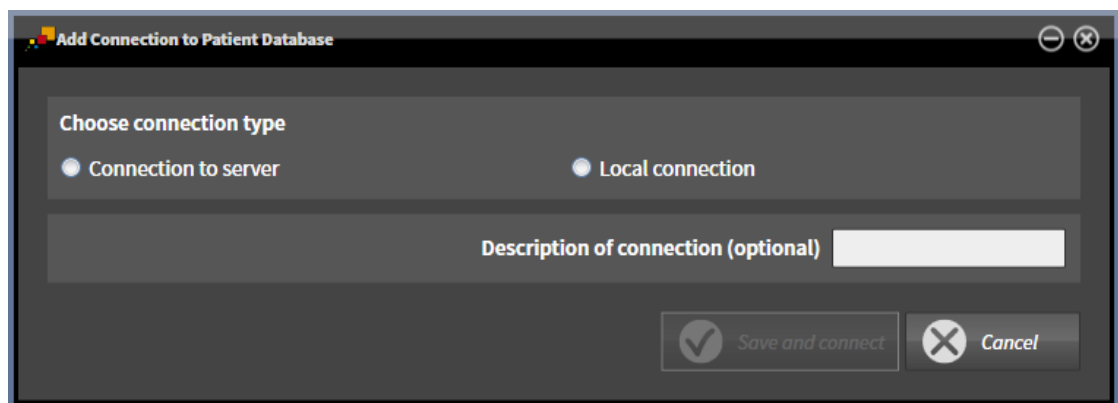 Add Connection to Patient Database
Choose connection type
Connection to server
Local connection
Description of connection (optional)
Save and connect
Cancel